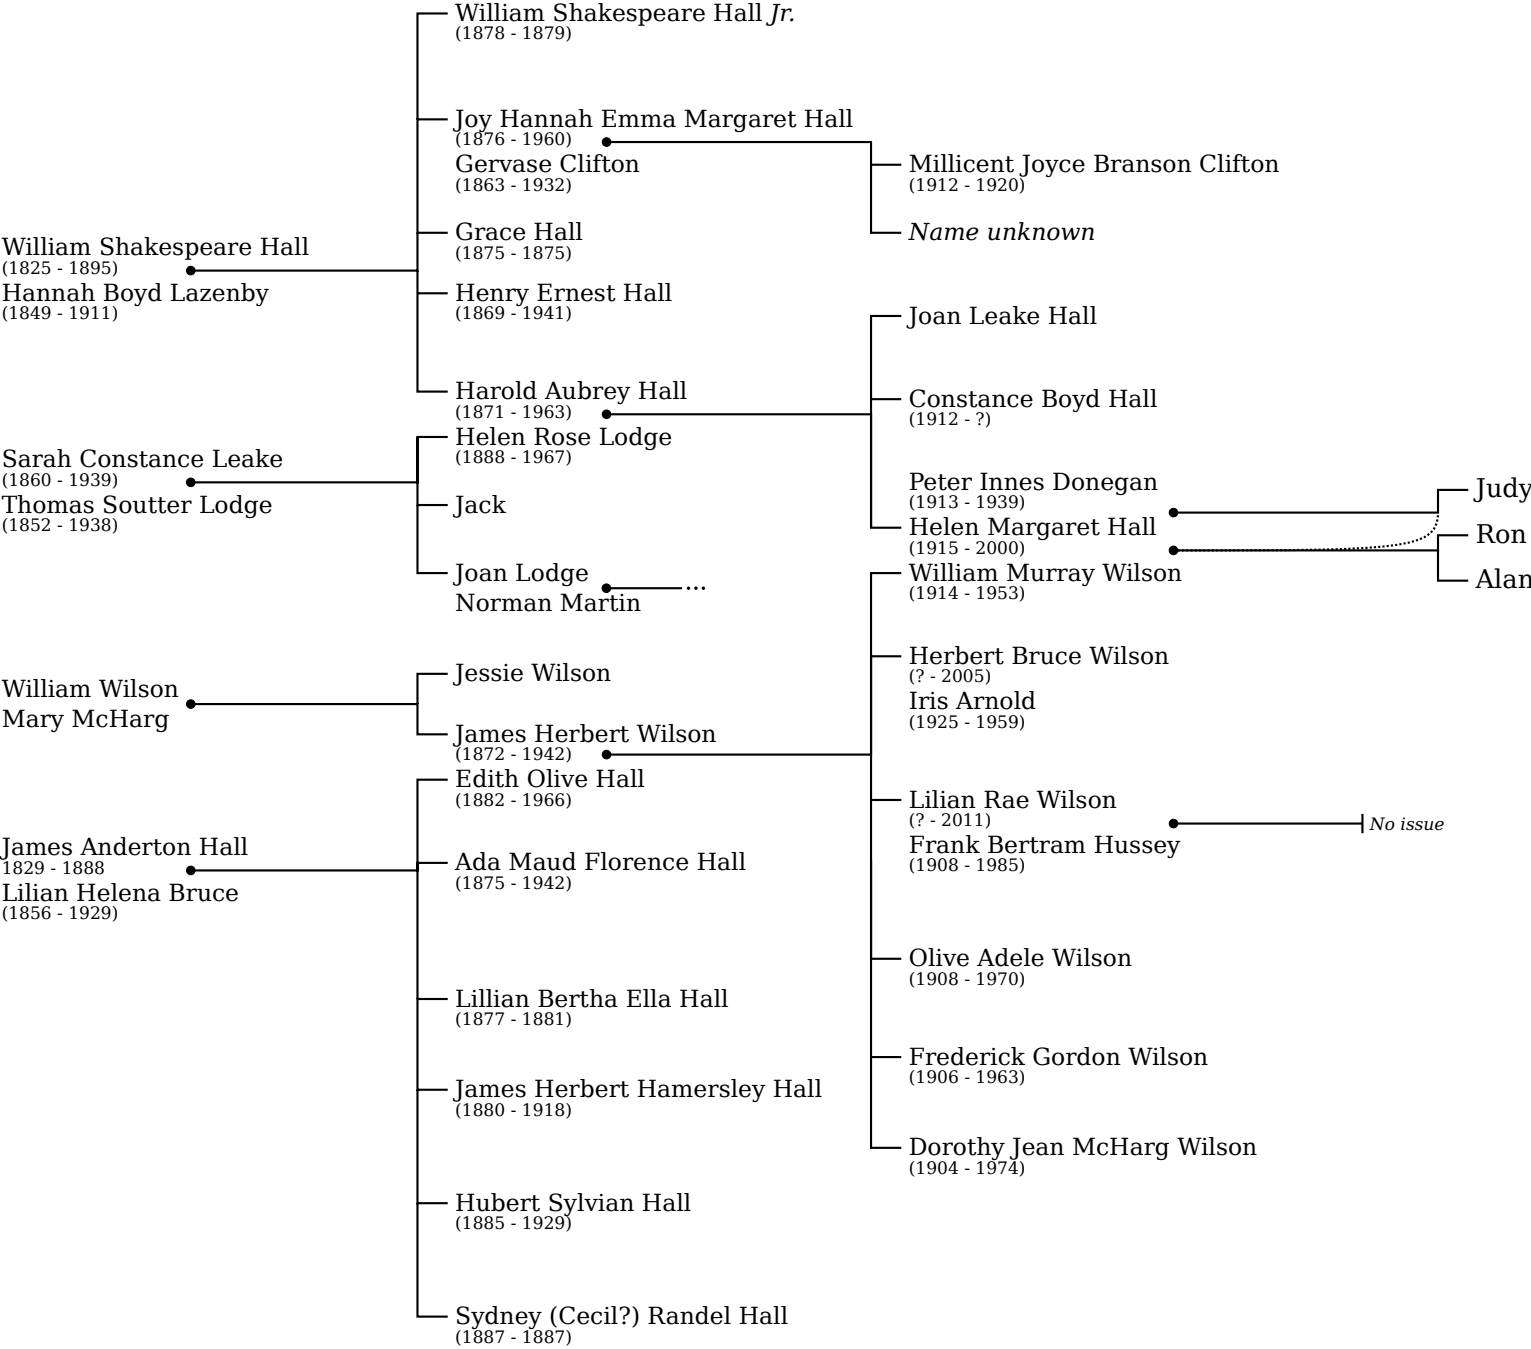 William Shakespeare Hall Jr.
(1878 - 1879)
Joy Hannah Emma Margaret Hall
(1876 - 1960)
Gervase Clifton
(1863 - 1932)
Millicent Joyce Branson Clifton
(1912 - 1920)
Grace Hall
(1875 - 1875)
Name unknown
William Shakespeare Hall
(1825 - 1895)
Hannah Boyd Lazenby
(1849 - 1911)
Henry Ernest Hall
(1869 - 1941)
Joan Leake Hall
Harold Aubrey Hall
(1871 - 1963)
Helen Rose Lodge
(1888 - 1967)
Constance Boyd Hall
(1912 - ?)
Sarah Constance Leake
(1860 - 1939)
Thomas Soutter Lodge
(1852 - 1938)
Jack
Peter Innes Donegan
(1913 - 1939)
Helen Margaret Hall
(1915 - 2000)
William Murray Wilson
(1914 - 1953)
Judy
Ron
Alan
Joan Lodge
Norman Martin
...
Jessie Wilson
William Wilson
Mary McHarg
James Herbert Wilson
(1872 - 1942)
Edith Olive Hall
(1882 - 1966)
Herbert Bruce Wilson
(? - 2005)
Iris Arnold
(1925 - 1959)
Lilian Rae Wilson
(? - 2011)
Frank Bertram Hussey
(1908 - 1985)
No issue
James Anderton Hall
1829 - 1888
Lilian Helena Bruce
(1856 - 1929)
Ada Maud Florence Hall
(1875 - 1942)
Olive Adele Wilson
(1908 - 1970)
Lillian Bertha Ella Hall
(1877 - 1881)
Frederick Gordon Wilson
(1906 - 1963)
James Herbert Hamersley Hall
(1880 - 1918)
Dorothy Jean McHarg Wilson
(1904 - 1974)
Hubert Sylvian Hall
(1885 - 1929)
Sydney (Cecil?) Randel Hall
(1887 - 1887)